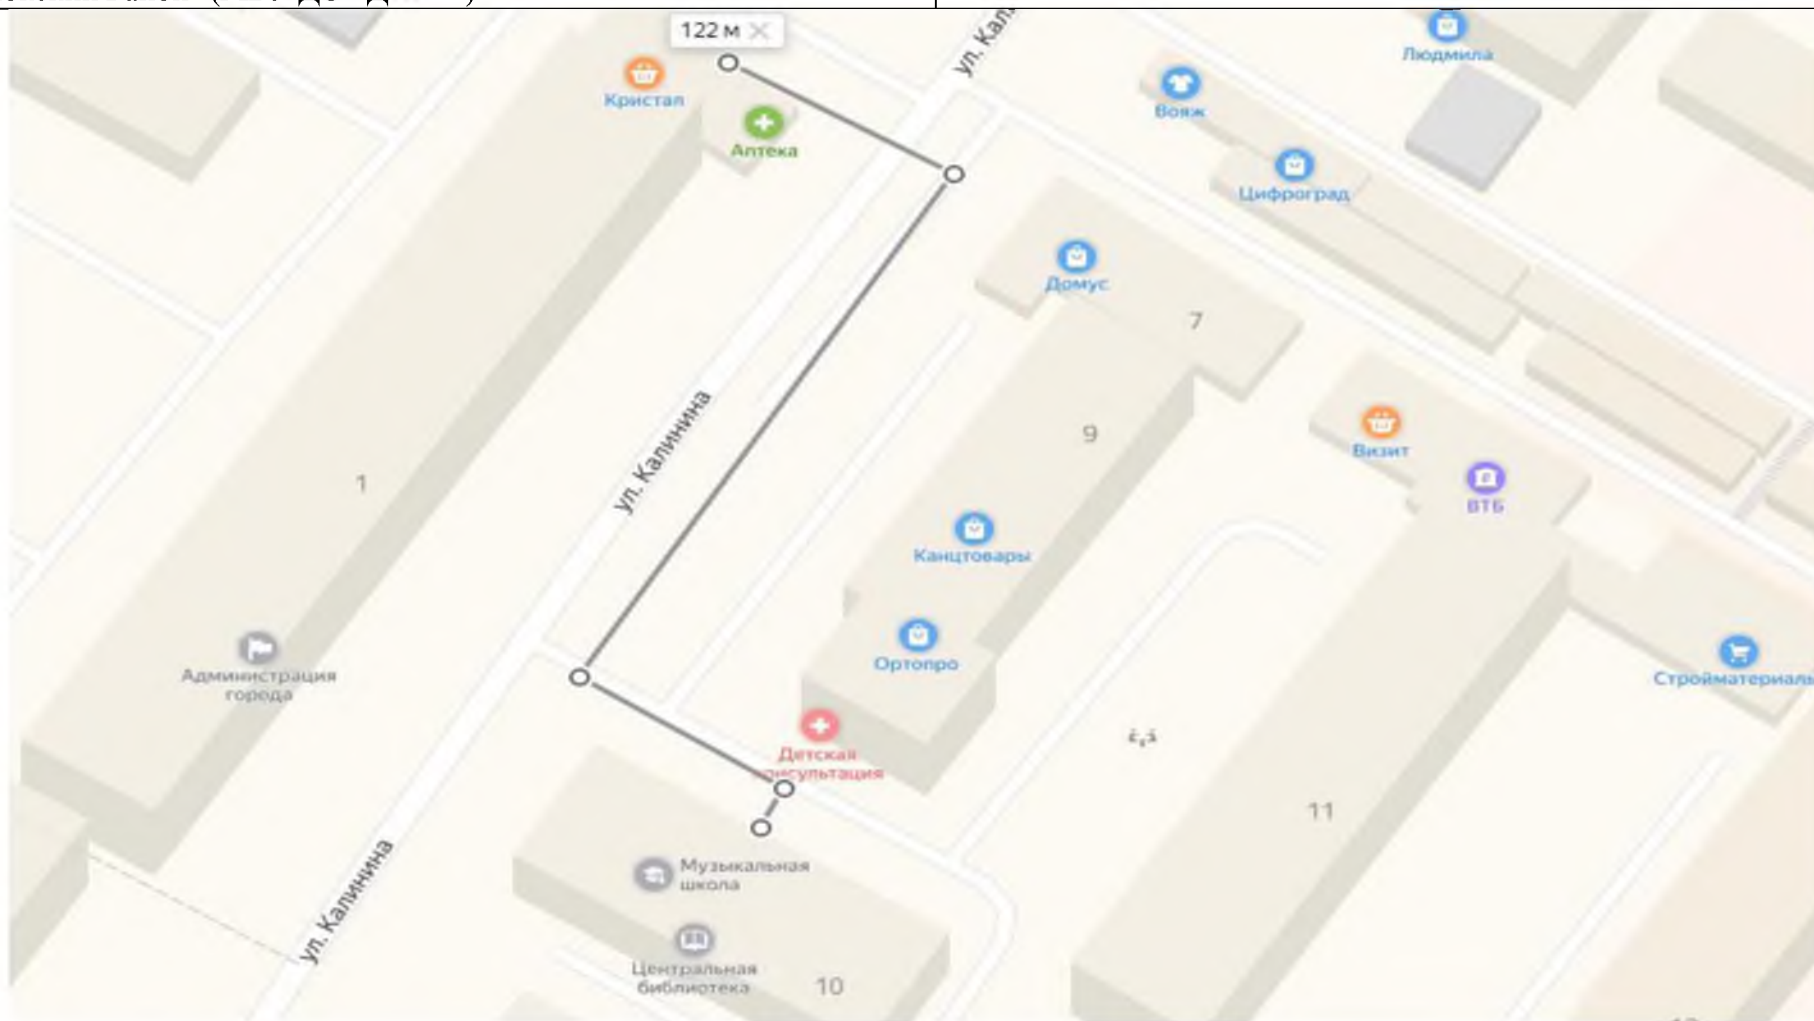 122 м
ул. Кали
Людмила
Кристал
Вояж
Аптека
Цифроград
Домус
7
ул. Калинина
9
Визит
ВТБ
1
Канцтовары
Ортопро
Администрация
города
Стройматериалы
Детская
консультация
11
ул. Калинина
Музыкальная
школа
Центральная
библиотека
10